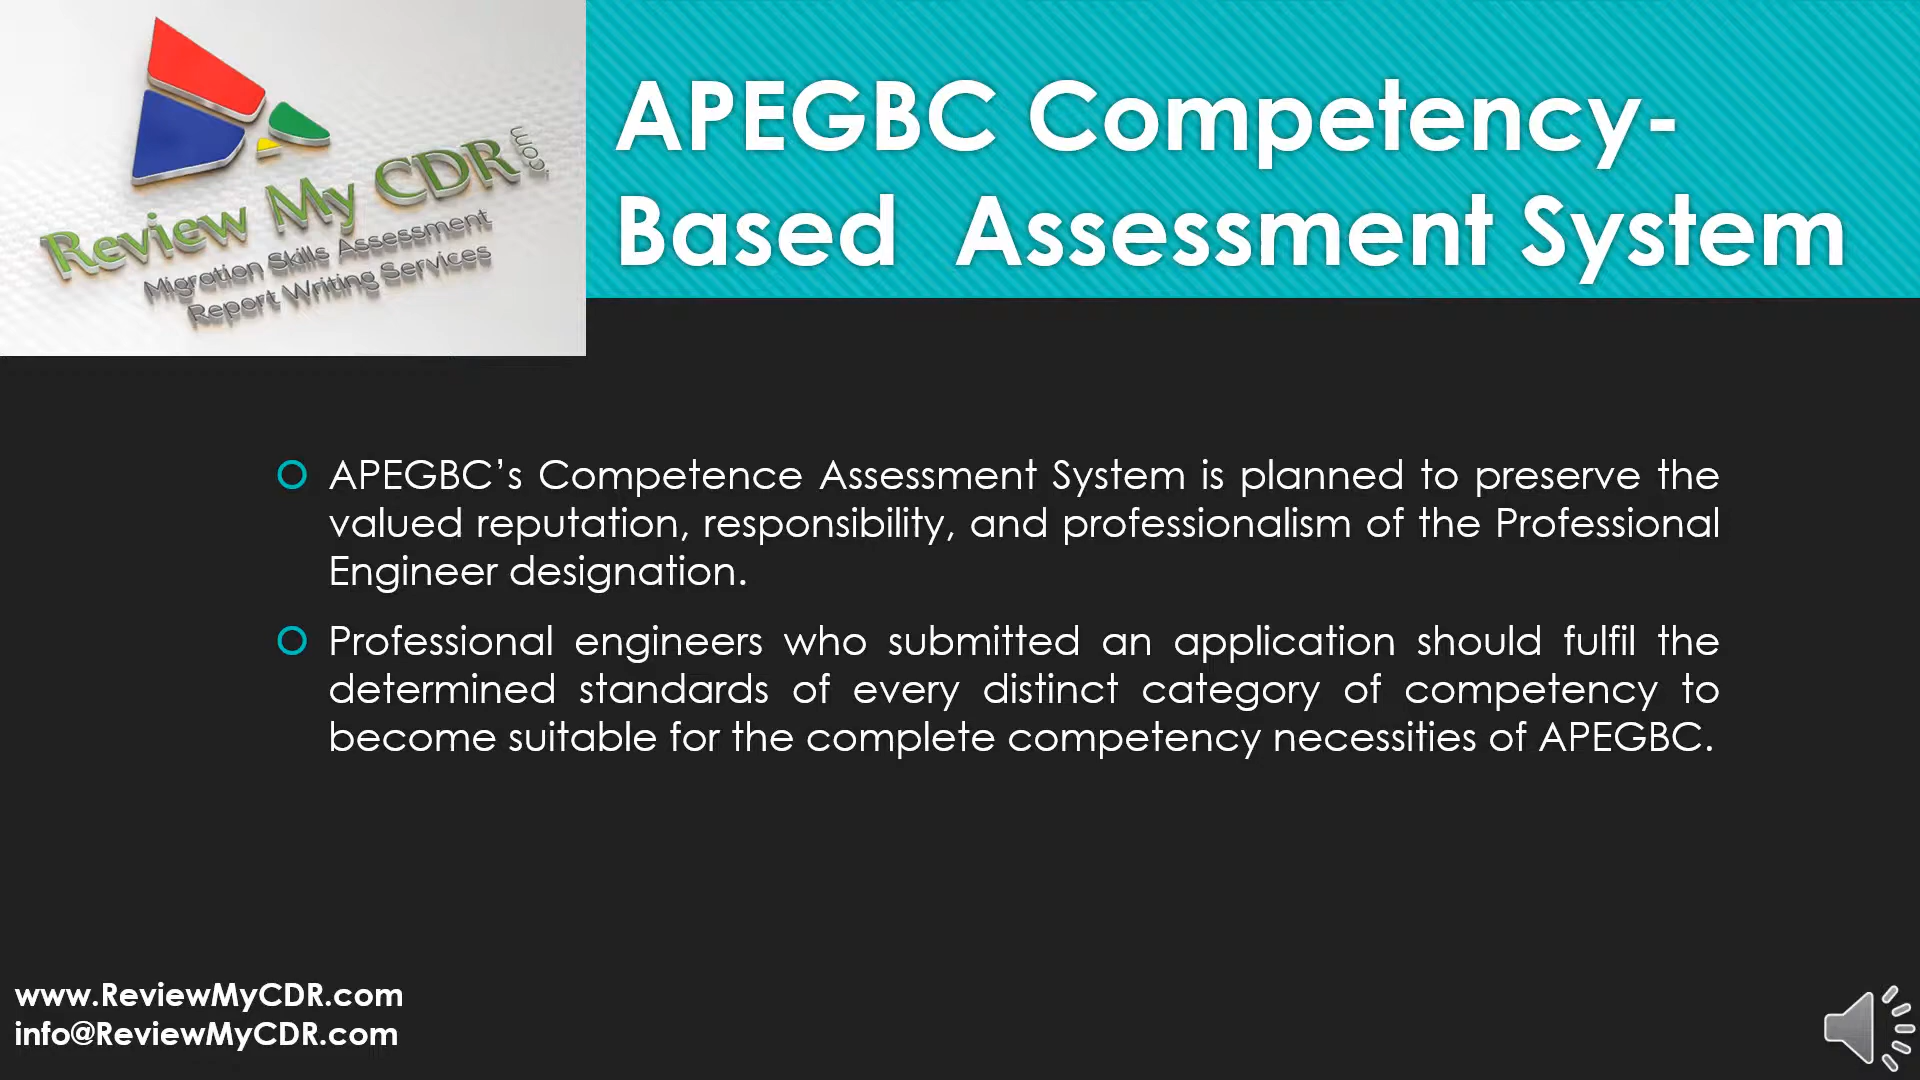 Review My CDR.com
Migration Skills Assessment
Report Writing Services
APEGBC Competency-
Based  Assessment System
APEGBC’s Competence Assessment System is planned to preserve the
valued reputation, responsibility, and professionalism of the Professional
Engineer designation.
Professional engineers who submitted an application should fulfil the
determined standards of every distinct category of competency to
become suitable for the complete competency necessities of APEGBC.
www.ReviewMyCDR.com
info@ReviewMyCDR.com